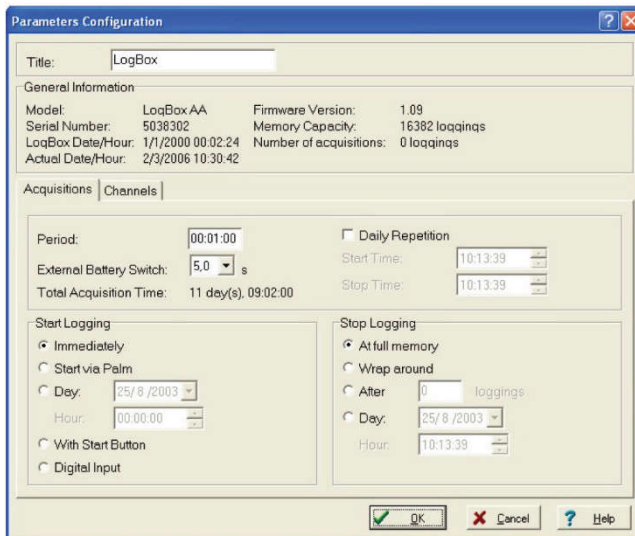 Parameters Configuration
Title: LogBox
General Information
Model: LogBox AA Firmware Version: 1.09
Serial Number: 5038302 Memory Capacity: 16382 loggings
LogBox Date/Hour: 1/1/2000 00:02:24 Number of acquisitions: 0 loggings
Actual Date/Hour: 2/3/2006 10:30:42
Acquisitions Channels
Period: 00:01:00 Daily Repetition
Start Time: 10:13:39
External Battery Switch: 5,0 s
Stop Time: 10:13:39
Total Acquisition Time: 11 day(s), 09:02:00
Start Logging
Immediately
Start via Palm
Day: 25/ 8 /2003
Hour: 00:00:00
With Start Button
Digital Input
Stop Logging
At full memory
Wrap around
After 0 loggings
Day: 25/ 8 /2003
Hour: 10:13:39
OK Cancel ? Help